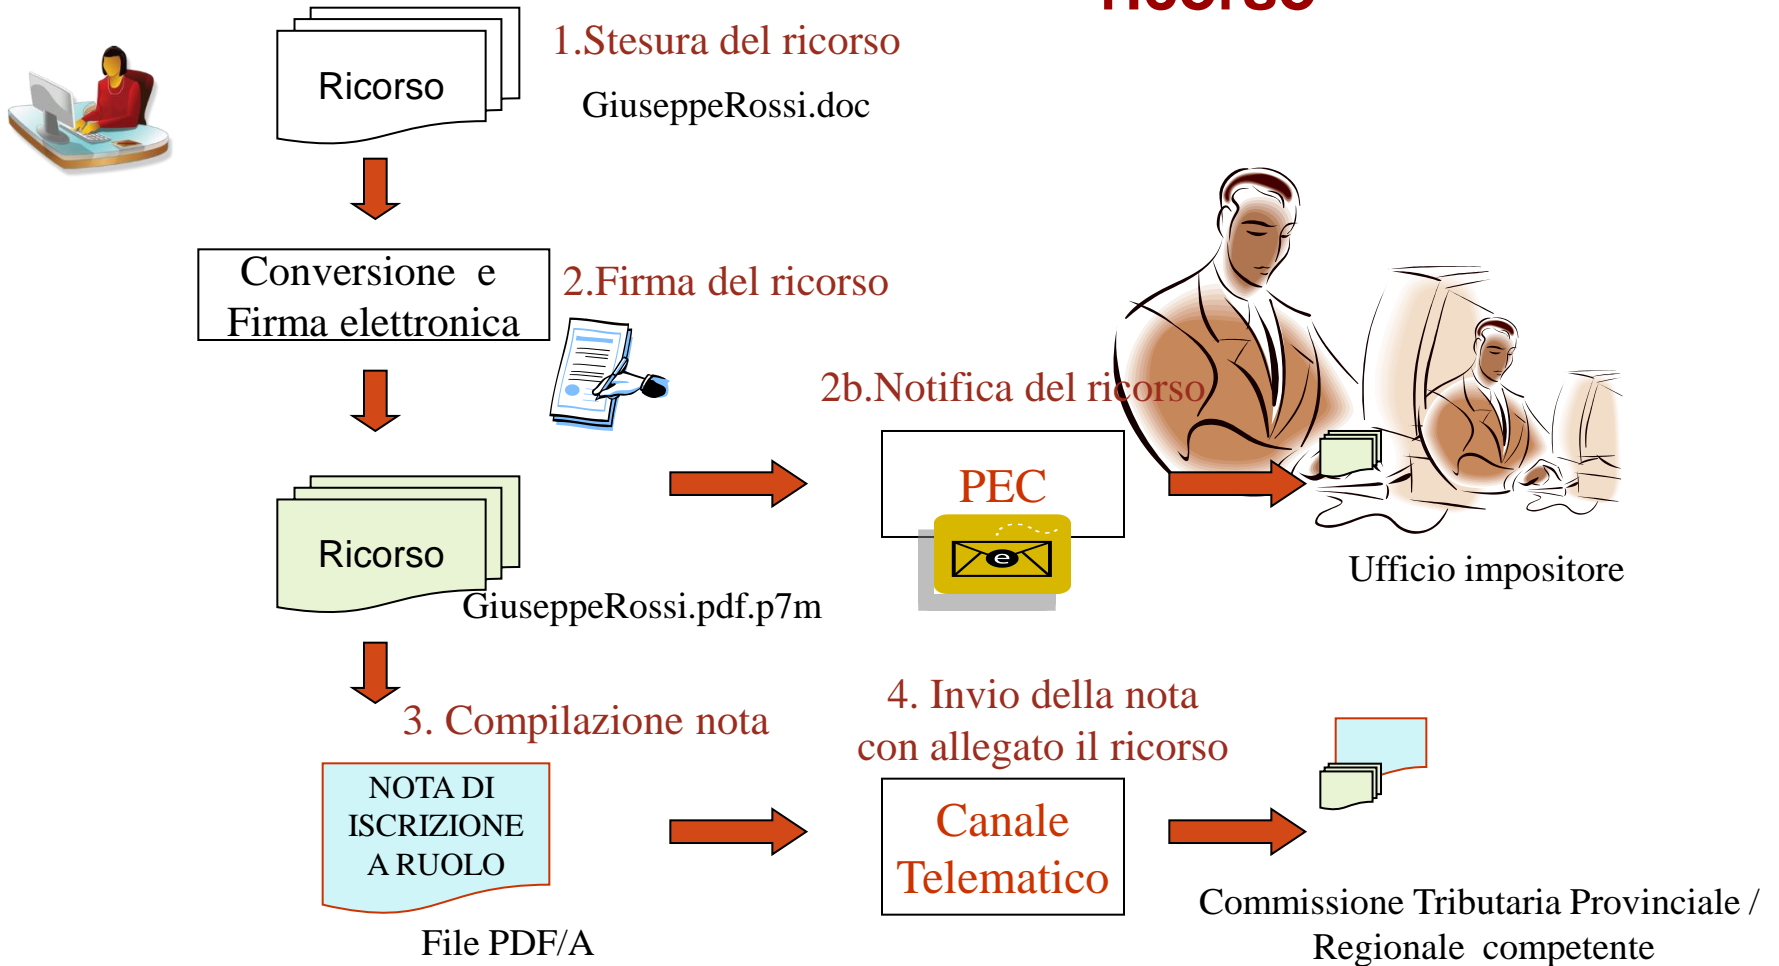 ricorso
1.Stesura del ricorso
Ricorso
GiuseppeRossi.doc
Conversione e
Firma elettronica
2.Firma del ricorso
2b.Notifica del ricorso
PEC
e
Ricorso
GiuseppeRossi.pdf.p7m
Ufficio impositore
3. Compilazione nota
4. Invio della nota
con allegato il ricorso
NOTA DI
ISCRIZIONE
A RUOLO
Canale
Telematico
File PDF/A
Commissione Tributaria Provinciale /
Regionale competente